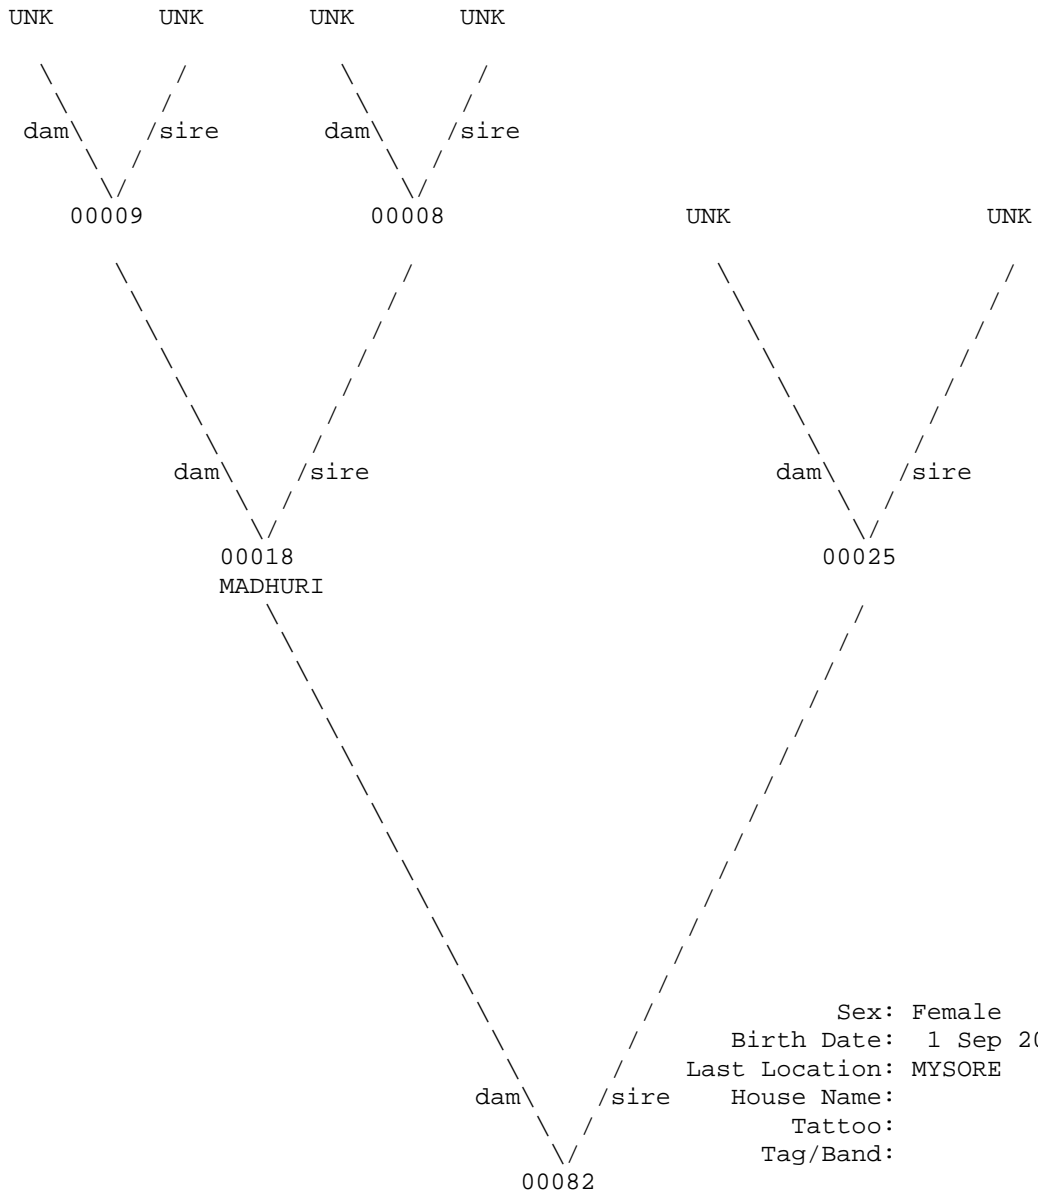 UNK UNK UNK UNK
dam sire dam sire
00009 00008 UNK UNK
dam sire dam sire
00018 00025
MADHURI
Sex: Female
Birth Date: 1 Sep 20
Last Location: MYSORE
dam sire House Name:
Tattoo:
Tag/Band:
00082